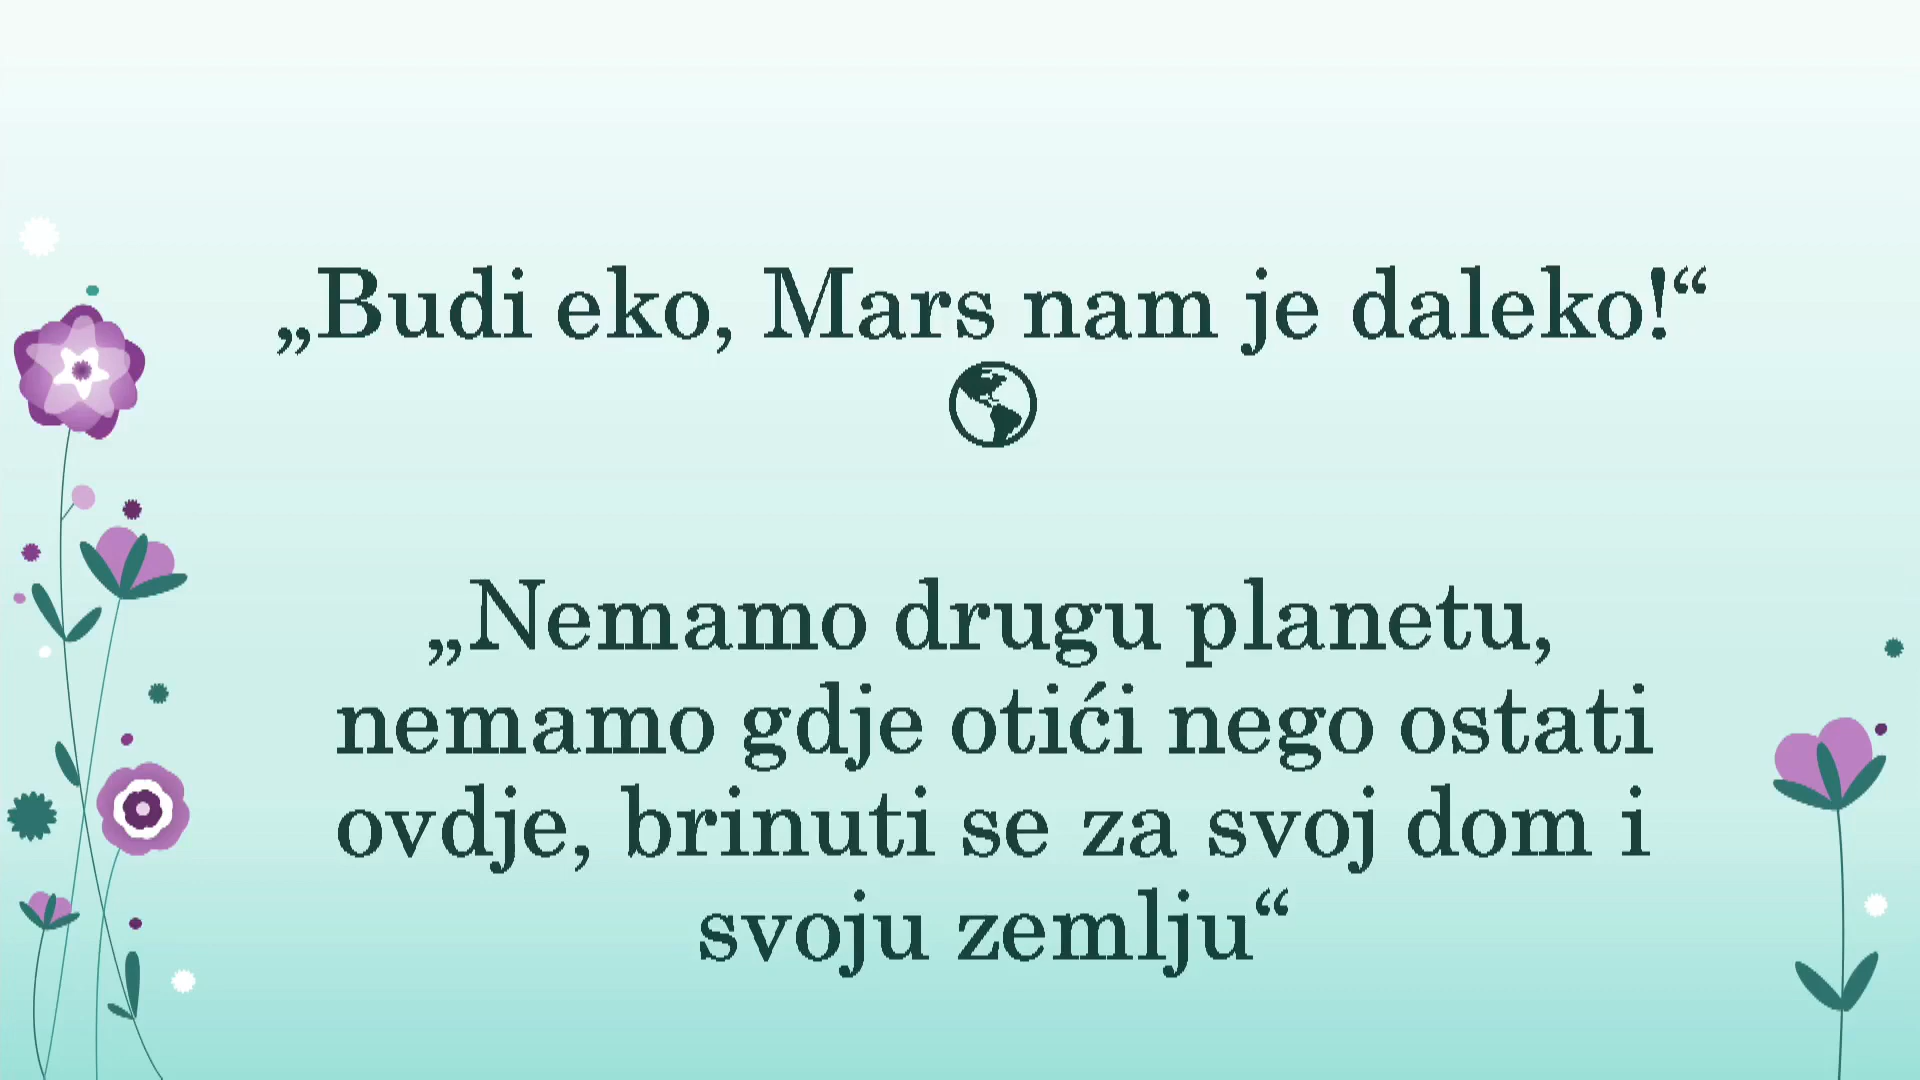 „Budi eko, Mars nam je daleko!“
„Nemamo drugu planetu,
nemamo gdje otići nego ostati
ovdje, brinuti se za svoj dom i
svoju zemlju“